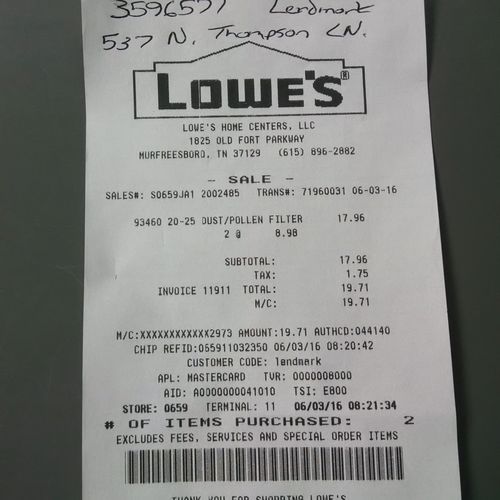 3596577 Lendmark
537 N. Thompson LN.
LOWE'S®
LOWE'S HOME CENTERS, LLC
1825 OLD FORT PARKWAY
MURFREESBORO, TN 37129 (615) 896-2882
- SALE -
SALES#: S0659JA1 2002485 TRANS#: 71960031 06-03-16
93460 20-25 DUST/POLLEN FILTER 17.96
2 @ 8.98
SUBTOTAL: 17.96
TAX: 1.75
INVOICE 11911 TOTAL: 19.71
M/C: 19.71
M/C:XXXXXXXXXXXX2973 AMOUNT:19.71 AUTHCD:044140
CHIP REFID:065911032350 06/03/16 08:20:42
CUSTOMER CODE: lendmark
APL: MASTERCARD TVR: 0000008000
AID: A0000000041010 TSI: E800
STORE: 0659 TERMINAL: 11 06/03/16 08:21:34
# OF ITEMS PURCHASED: 2
EXCLUDES FEES, SERVICES AND SPECIAL ORDER ITEMS
THANK YOU FOR SHOPPING LOWE'S